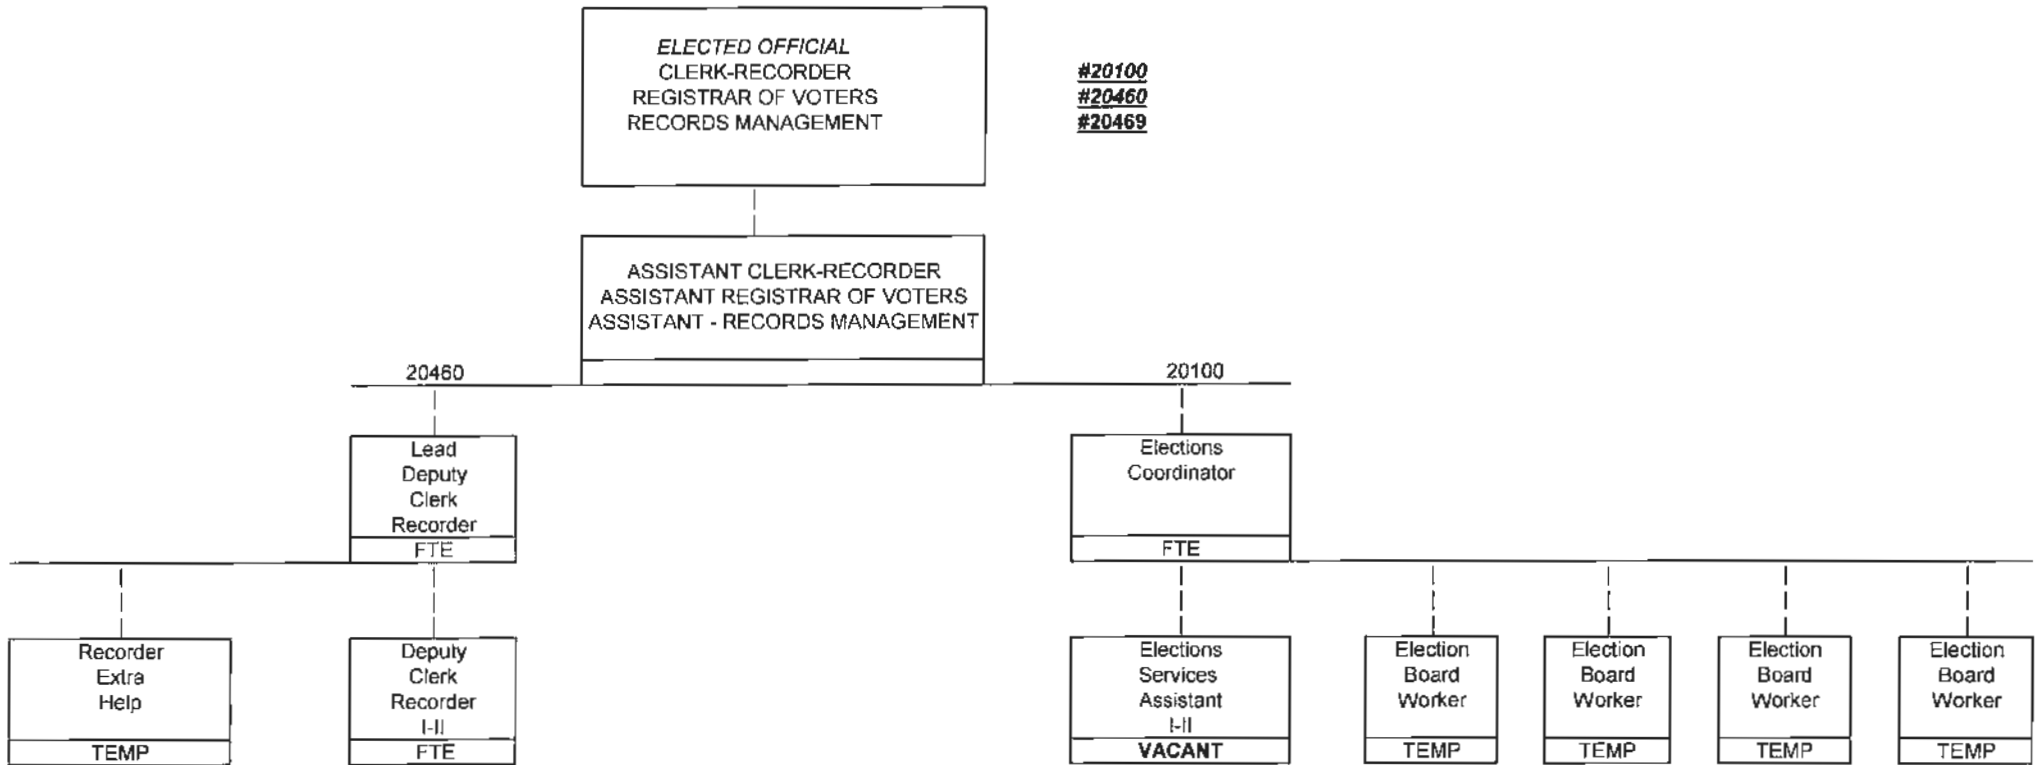 ELECTED OFFICIAL
CLERK-RECORDER
REGISTRAR OF VOTERS
RECORDS MANAGEMENT
#20100
#20460
#20469
ASSISTANT CLERK-RECORDER
ASSISTANT REGISTRAR OF VOTERS
ASSISTANT - RECORDS MANAGEMENT
20460
20100
Lead
Deputy
Clerk
Recorder
FTE
Elections
Coordinator
FTE
Recorder
Extra
Help
TEMP
Deputy
Clerk
Recorder
I-II
FTE
Elections
Services
Assistant
I-II
VACANT
Election
Board
Worker
TEMP
Election
Board
Worker
TEMP
Election
Board
Worker
TEMP
Election
Board
Worker
TEMP